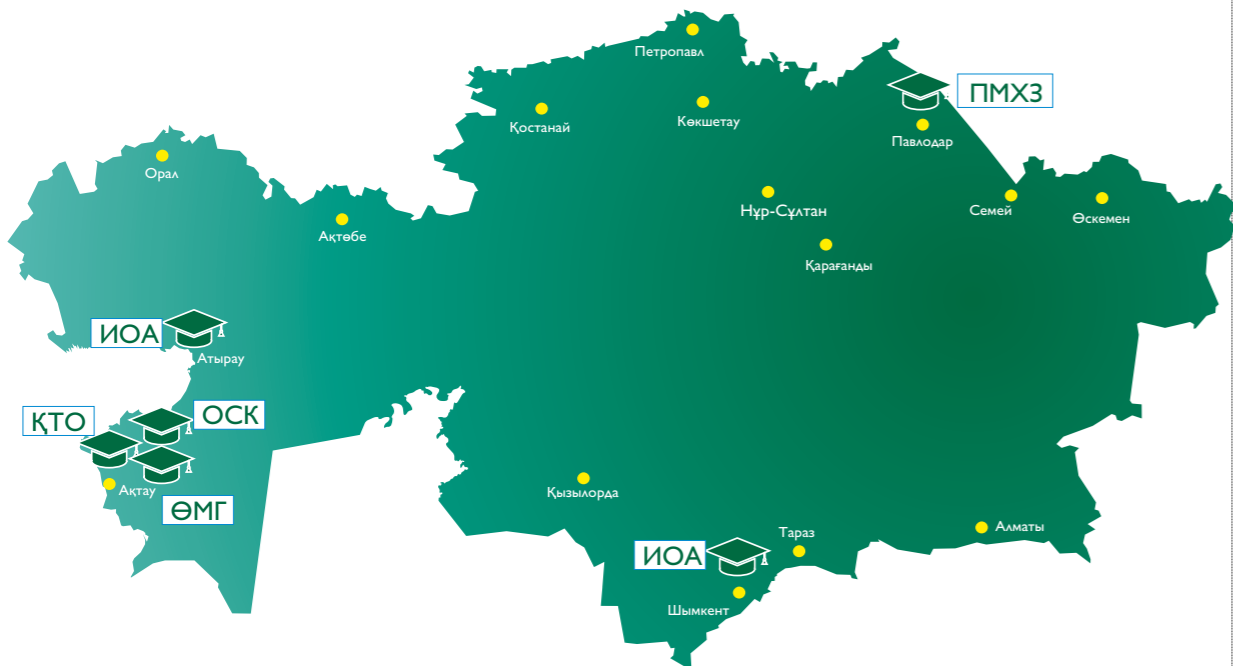 Петропавл
ПМХЗ
Қостанай
Көкшетау
Павлодар
Орал
Нұр-Сұлтан
Семей
Өскемен
Ақтөбе
Қарағанды
ИОА
Атырау
ҚТО
ОСК
Ақтау
ӨМГ
Қызылорда
Тараз
Алматы
ИОА
Шымкент